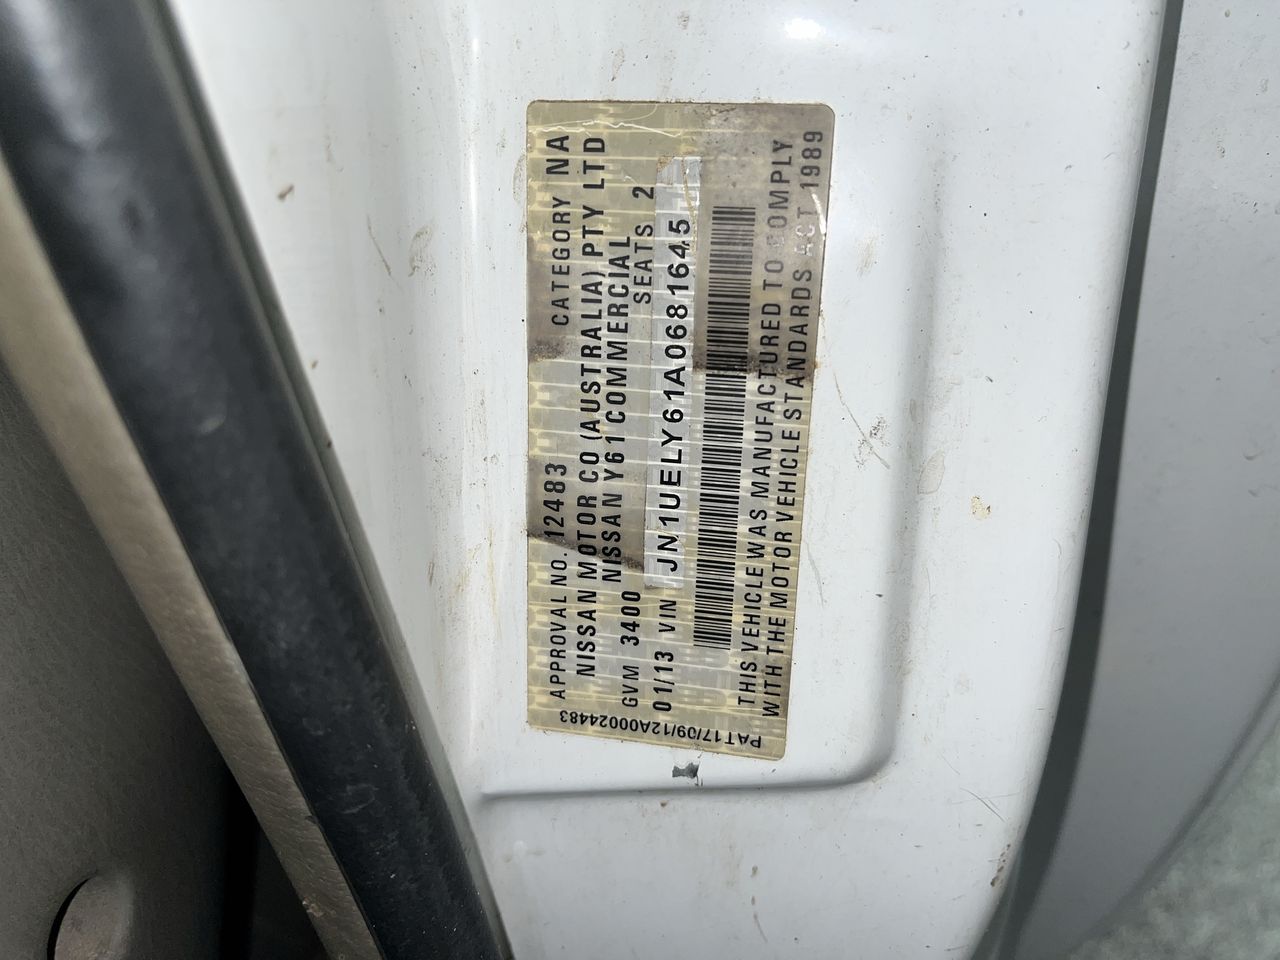 APPROVAL NO. 12483 CATEGORY NA
NISSAN MOTOR CO (AUSTRALIA) PTY LTD
NISSAN Y61 COMMERCIAL
GVM 3400 SEATS 2
01/13 VIN JN1UELY61A0681645
THIS VEHICLE WAS MANUFACTURED TO COMPLY
WITH THE MOTOR VEHICLE STANDARDS ACT 1989
PAT17/09/12A00024483